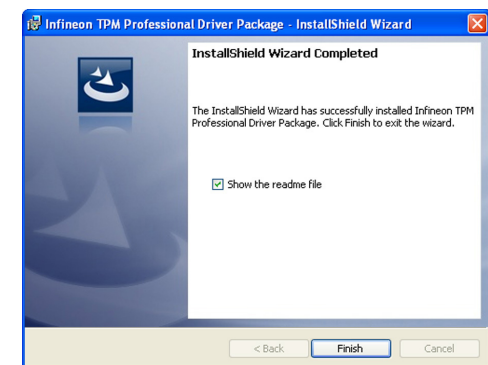 Infineon TPM Professional Driver Package - InstallShield Wizard
InstallShield Wizard Completed
The InstallShield Wizard has successfully installed Infineon TPM
Professional Driver Package. Click Finish to exit the wizard.
Show the readme file
< Back
Finish
Cancel